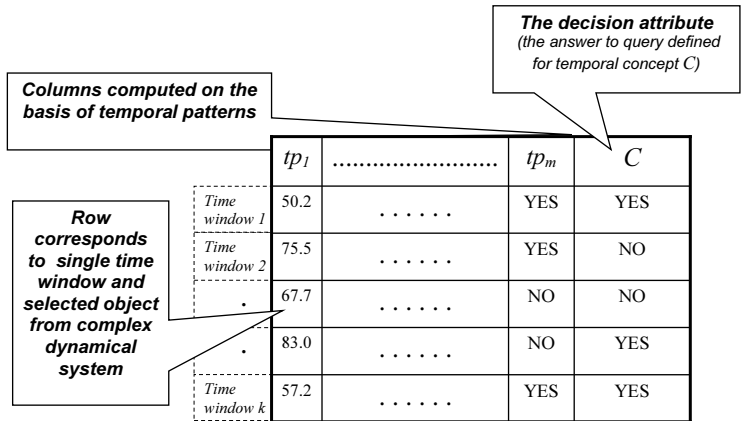 The decision attribute
(the answer to query defined
for temporal concept C)
Columns computed on the
basis of temporal patterns
tp1 ......................... tpm C
Time
window 1 50.2 . . . . . . YES YES
Time
window 2 75.5 . . . . . . YES NO
. 67.7 . . . . . . NO NO
. 83.0 . . . . . . NO YES
Time
window k 57.2 . . . . . . YES YES
Row
corresponds
to single time
window and
selected object
from complex
dynamical
system